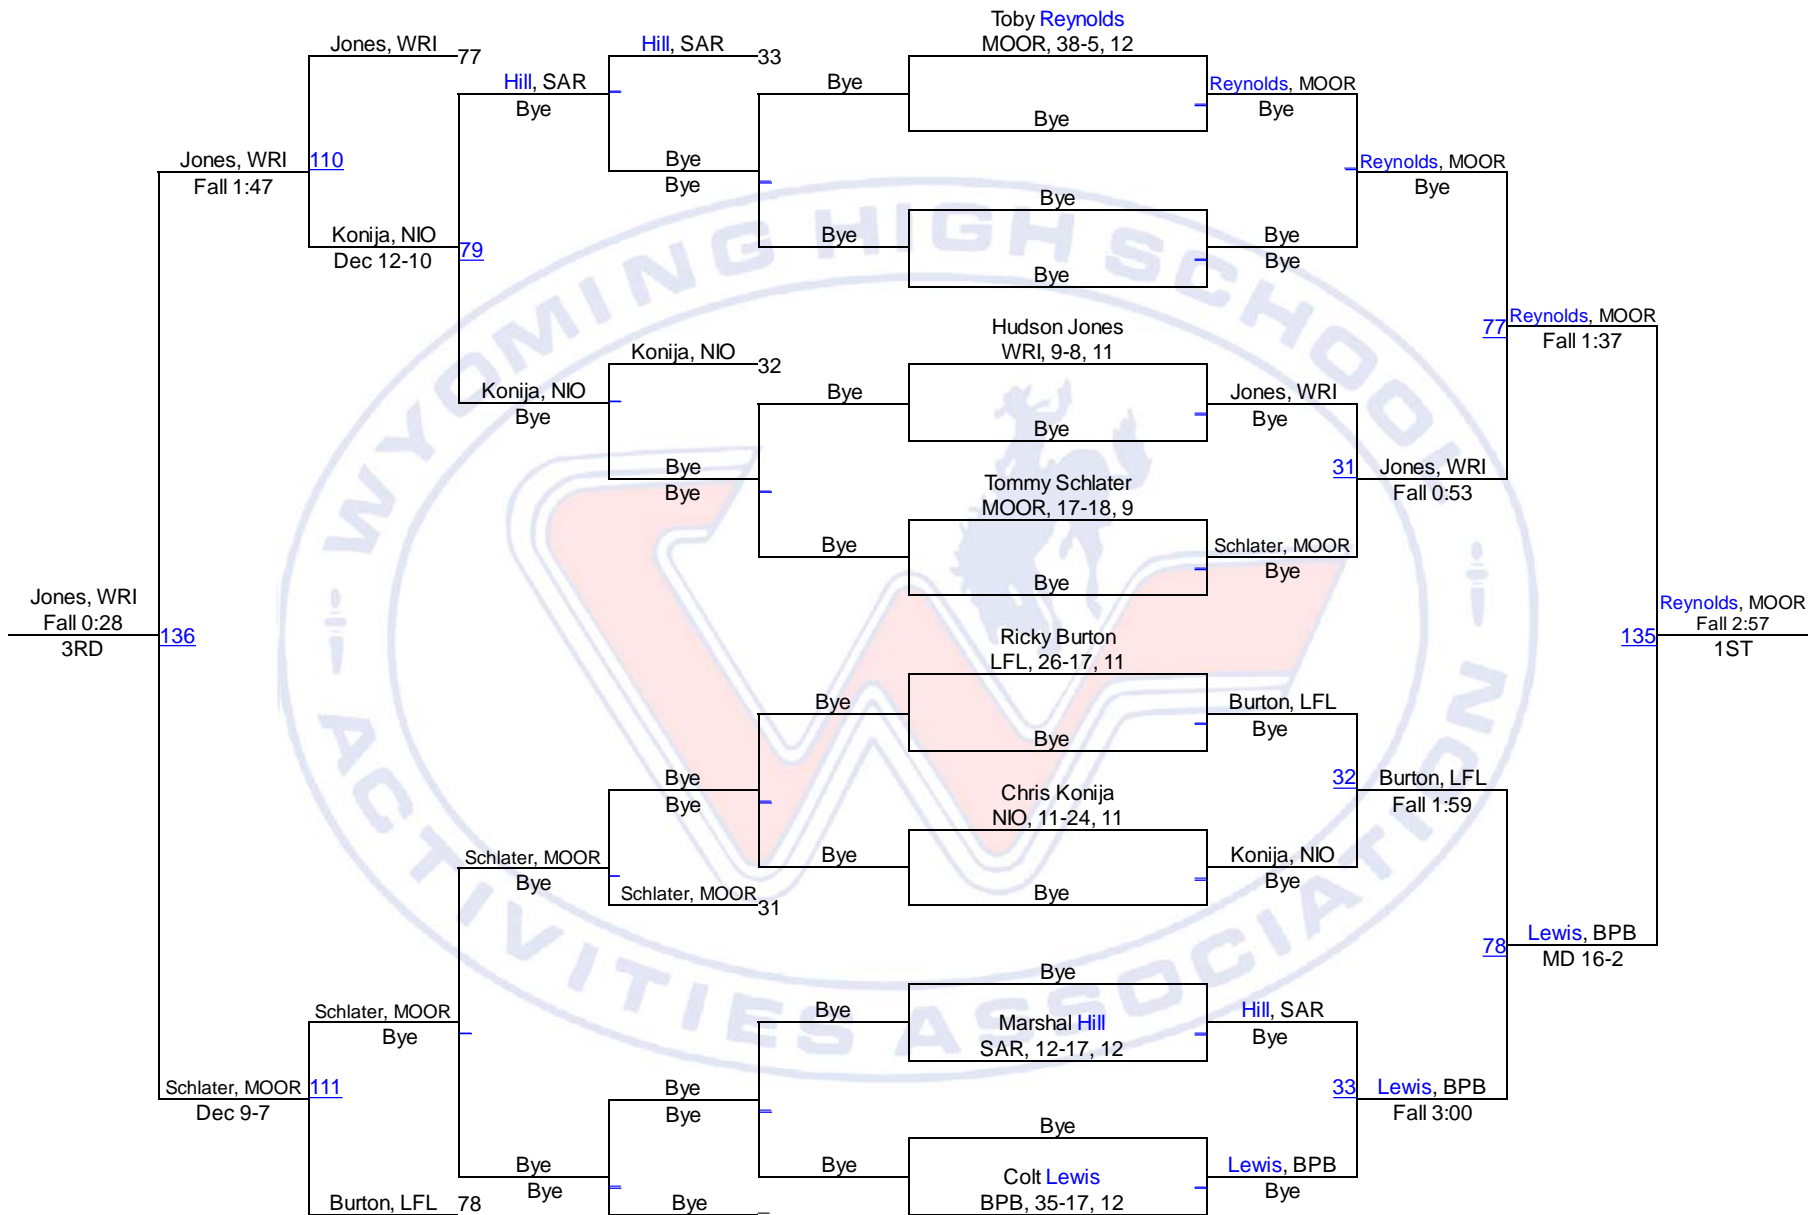 Toby Reynolds
MOOR, 38-5, 12
Bye
Bye
Bye
Hudson Jones
WRI, 9-8, 11
Bye
Tommy Schlater
MOOR, 17-18, 9
Bye
Ricky Burton
LFL, 26-17, 11
Bye
Chris Konija
NIO, 11-24, 11
Bye
Bye
Marshal Hill
SAR, 12-17, 12
Bye
Colt Lewis
BPB, 35-17, 12
Reynolds, MOOR
Bye
Bye
Bye
Jones, WRI
Bye
Schlater, MOOR
Bye
Burton, LFL
Bye
Konija, NIO
Bye
Hill, SAR
Bye
Lewis, BPB
Bye
Reynolds, MOOR
Bye
31
Jones, WRI
Fall 0:53
32
Burton, LFL
Fall 1:59
33
Lewis, BPB
Fall 3:00
77
Reynolds, MOOR
Fall 1:37
78
Lewis, BPB
MD 16-2
135
Reynolds, MOOR
Fall 2:57
1ST
Bye
Bye
Bye
Bye
Bye
Bye
Bye
Bye
Hill, SAR
33
Bye
Bye
Konija, NIO
32
Bye
Bye
Bye
Bye
Schlater, MOOR
31
Bye
Bye
Bye
Hill, SAR
Bye
Konija, NIO
Bye
Schlater, MOOR
Bye
Bye
Bye
Jones, WRI
77
Konija, NIO
Dec 12-10
79
Schlater, MOOR
Bye
Burton, LFL
78
Jones, WRI
Fall 1:47
110
Schlater, MOOR
Dec 9-7
111
Jones, WRI
Fall 0:28
3RD
136
WYOMING HIGH SCHOOL
ACTIVITIES ASSOCIATION
W